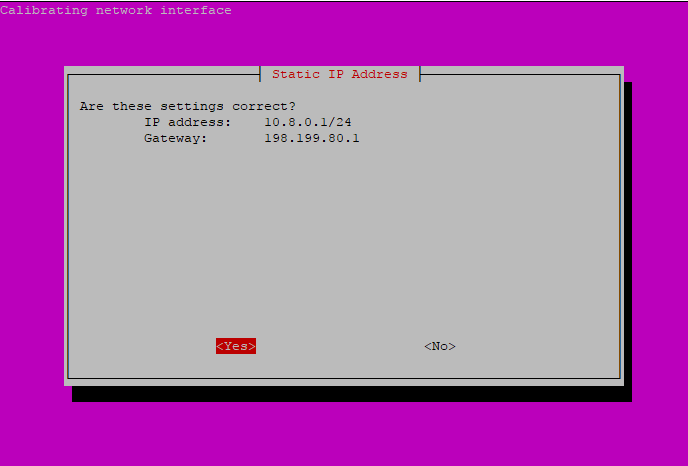 Calibrating network interface
Static IP Address
Are these settings correct?
IP address: 10.8.0.1/24
Gateway: 198.199.80.1
<Yes> <No>